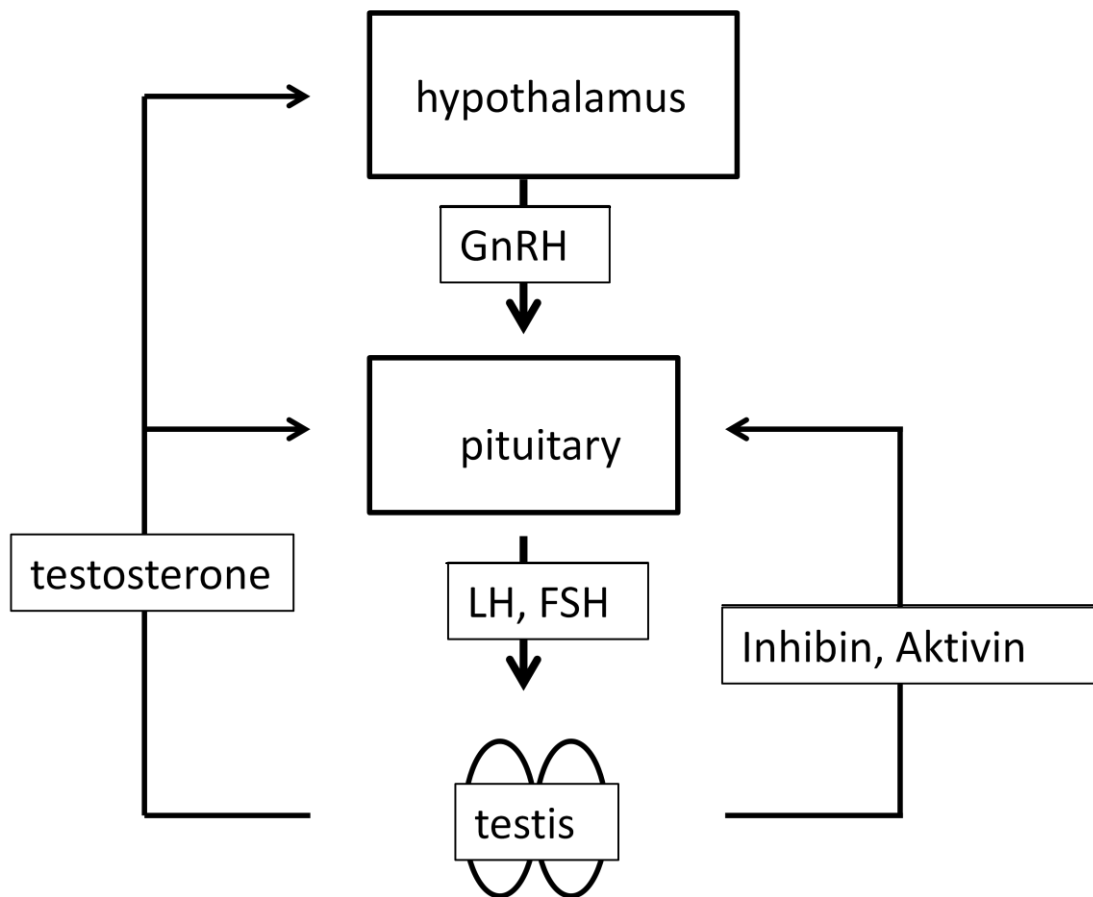 hypothalamus
GnRH
pituitary
testosterone
LH, FSH
Inhibin, Aktivin
testis